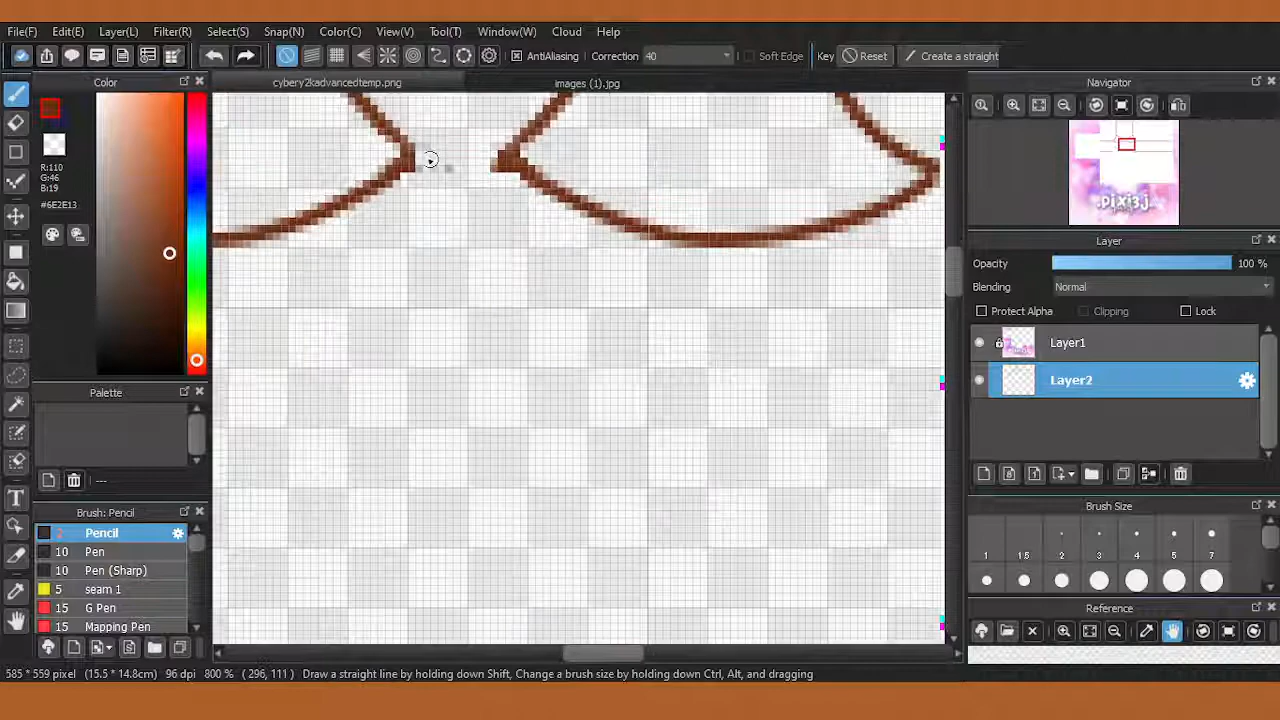 File(F) Edit(E) Layer(L) Filter(R) Select(S) Snap(N) Color(C) View(V) Tool(T) Window(W) Cloud Help
AntiAliasing Correction 40 Soft Edge Key Reset Create a straight
Color
cybery2kadvancedtemp.png images (1).jpg
Navigator
R:110
G:46
B:19
#6E2E13
.pixi3j
Layer
Opacity 100 %
Blending Normal
Protect Alpha Clipping Lock
Layer1
Layer2
Palette
---
Brush: Pencil
2 Pencil
10 Pen
10 Pen (Sharp)
5 seam 1
15 G Pen
15 Mapping Pen
Brush Size
1 1.5 2 3 4 5 7
Reference
585 * 559 pixel (15.5 * 14.8cm) 96 dpi 800 % ( 296, 111 ) Draw a straight line by holding down Shift, Change a brush size by holding down Ctrl, Alt, and dragging